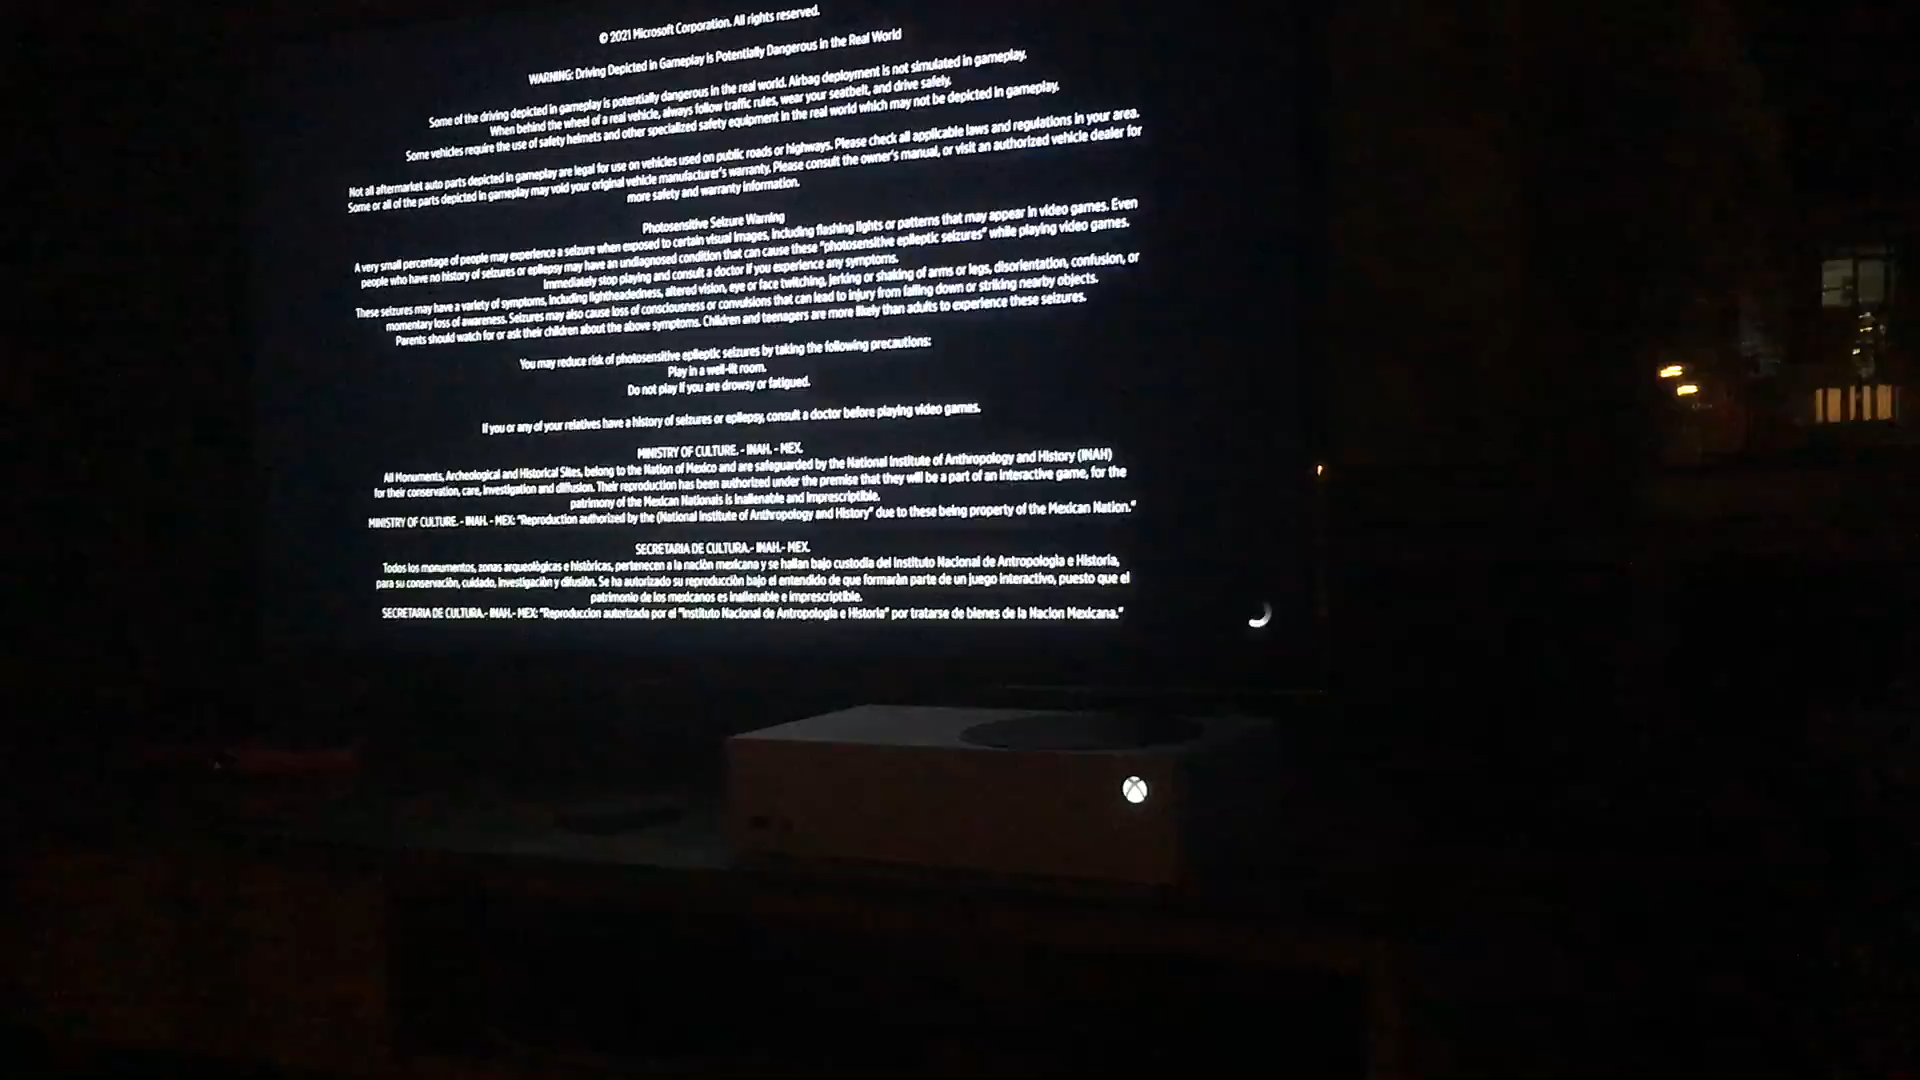 © 2021 Microsoft Corporation. All rights reserved.
WARNING: Driving Depicted in Gameplay is Potentially Dangerous in the Real World
Some of the driving depicted in gameplay is potentially dangerous in the real world. Airbag deployment is not simulated in gameplay.
When behind the wheel of a real vehicle, always follow traffic rules, wear your seatbelt, and drive safely.
Some vehicles require the use of safety helmets and other specialized safety equipment in the real world which may not be depicted in gameplay.
Not all aftermarket auto parts depicted in gameplay are legal for use on vehicles used on public roads or highways. Please check all applicable laws and regulations in your area.
Some or all of the parts depicted in gameplay may void your original vehicle manufacturer's warranty. Please consult the owner's manual, or visit an authorized vehicle dealer for
more safety and warranty information.
Photosensitive Seizure Warning
A very small percentage of people may experience a seizure when exposed to certain visual images, including flashing lights or patterns that may appear in video games. Even
people who have no history of seizures or epilepsy may have an undiagnosed condition that can cause these "photosensitive epileptic seizures" while playing video games.
Immediately stop playing and consult a doctor if you experience any symptoms.
These seizures may have a variety of symptoms, including lightheadedness, altered vision, eye or face twitching, jerking or shaking of arms or legs, disorientation, confusion, or
momentary loss of awareness. Seizures may also cause loss of consciousness or convulsions that can lead to injury from falling down or striking nearby objects.
Parents should watch for or ask their children about the above symptoms. Children and teenagers are more likely than adults to experience these seizures.
You may reduce risk of photosensitive epileptic seizures by taking the following precautions:
Play in a well-lit room.
Do not play if you are drowsy or fatigued.
If you or any of your relatives have a history of seizures or epilepsy, consult a doctor before playing video games.
MINISTRY OF CULTURE. - INAH. - MEX.
All Monuments, Archeological and Historical Sites, belong to the Nation of Mexico and are safeguarded by the National Institute of Anthropology and History (INAH)
for their conservation, care, investigation and diffusion. Their reproduction has been authorized under the premise that they will be a part of an interactive game, for the
patrimony of the Mexican Nationals is inalienable and imprescriptible.
MINISTRY OF CULTURE. - INAH. - MEX: "Reproduction authorized by the (National Institute of Anthropology and History" due to these being property of the Mexican Nation."
SECRETARIA DE CULTURA.- INAH.- MEX.
Todos los monumentos, zonas arqueològicas e històricas, pertenecen a la naciòn mexicana y se hallan bajo custodia del Instituto Nacional de Antropologìa e Historia,
para su conservaciòn, cuidado, investigaciòn y difusiòn. Se ha autorizado su reproducciòn bajo el entendido de que formaràn parte de un juego interactivo, puesto que el
patrimonio de los mexicanos es inalienable e imprescriptible.
SECRETARIA DE CULTURA.- INAH.- MEX: "Reproduccion autorizada por el "Instituto Nacional de Antropologìa e Historia" por tratarse de bienes de la Nacion Mexicana."